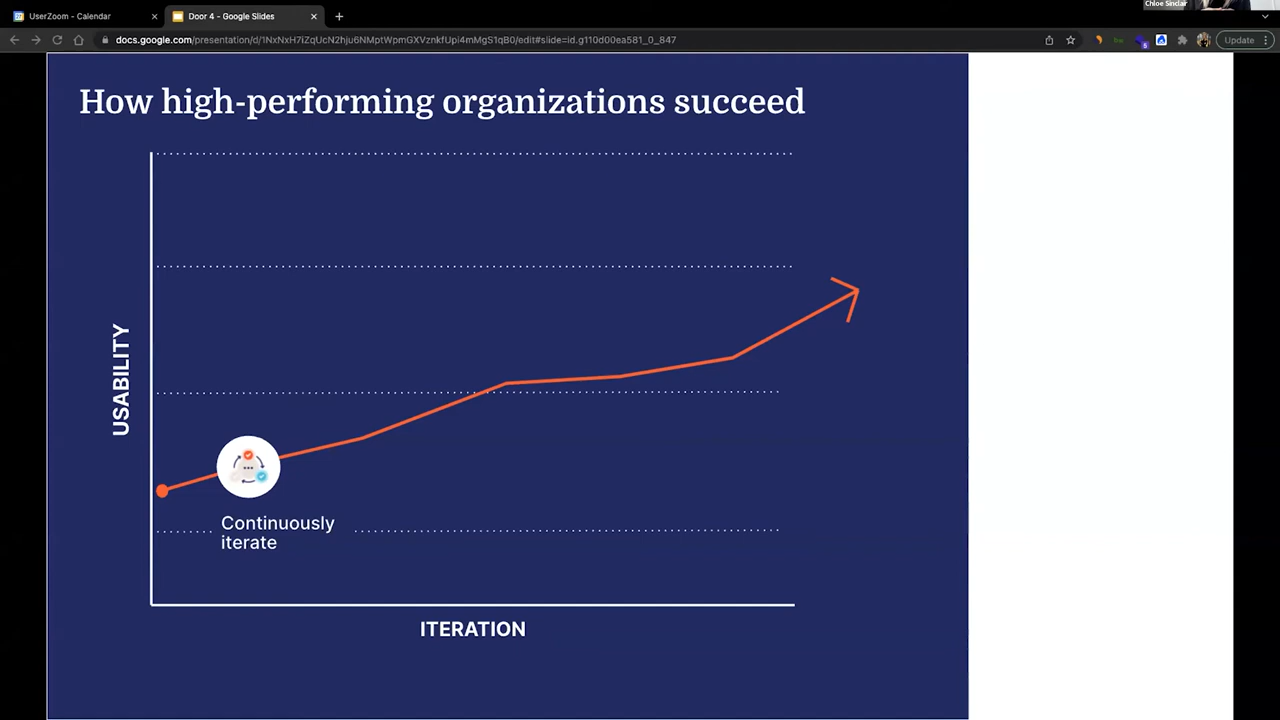 Chloe Sinclair
UserZoom - Calendar
Door 4 - Google Slides
docs.google.com/presentation/d/1NxNxH7iZqUcN2hju6NMptWpmGXVznkfUpi4mMgS1qB0/edit#slide=id.g110d00ea581_0_847
Update
How high-performing organizations succeed
USABILITY
Continuously
iterate
ITERATION